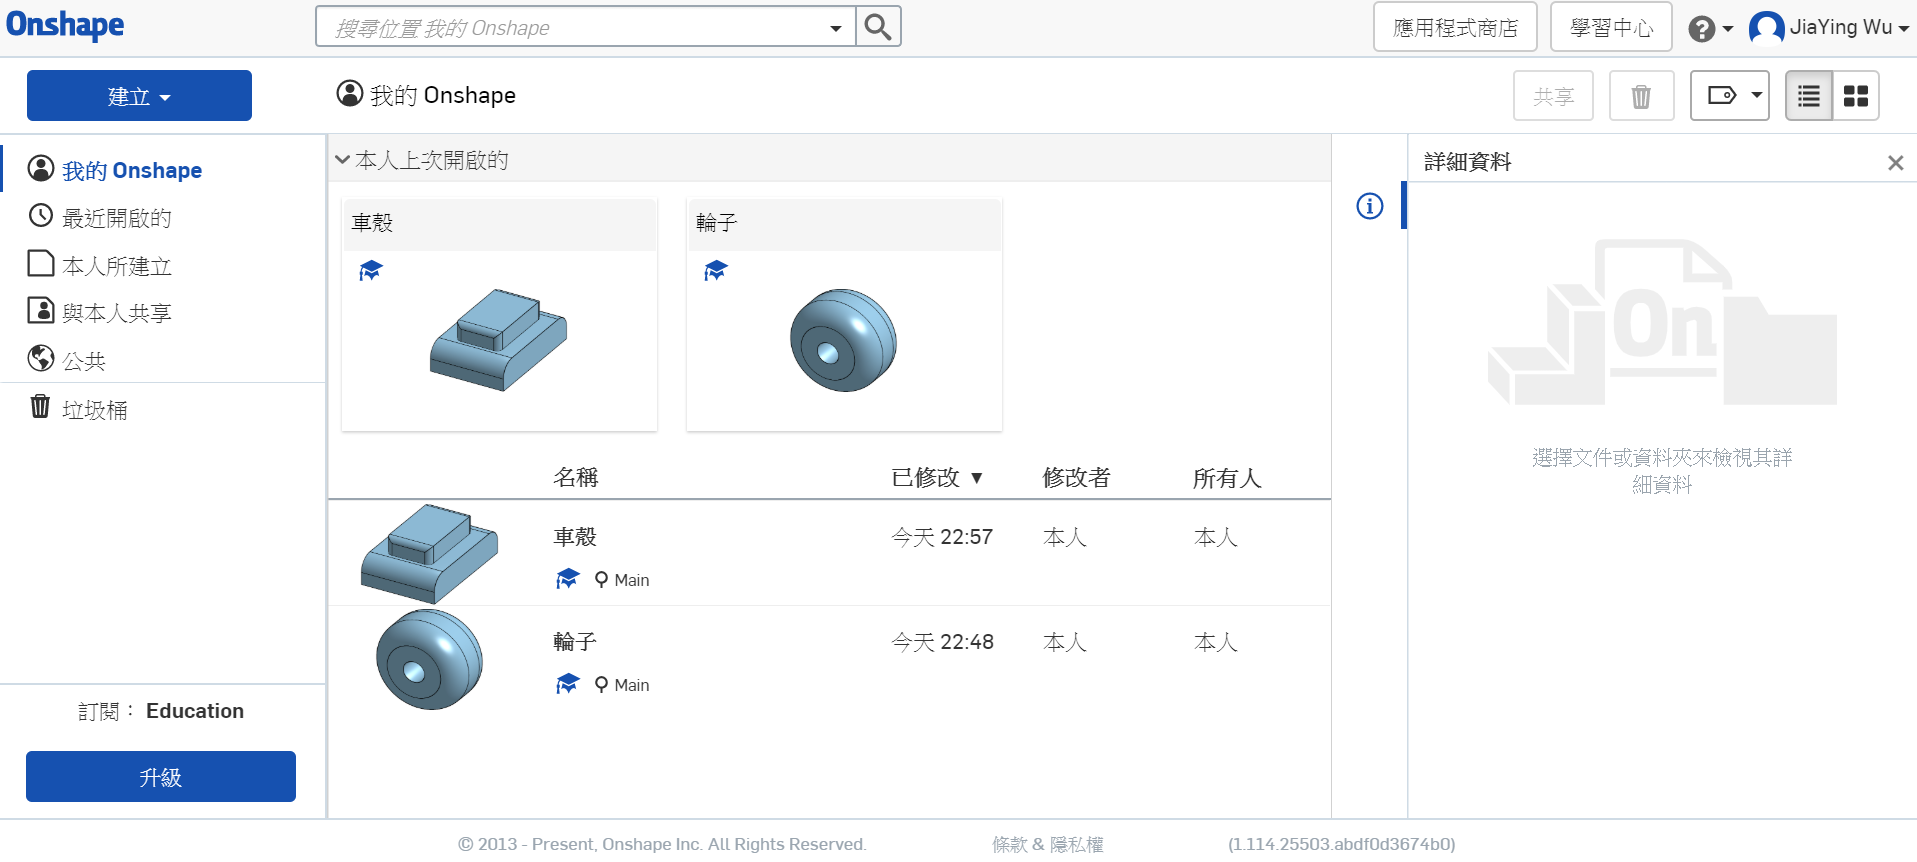 Onshape
搜尋位置 我的 Onshape
應用程式商店
學習中心
JiaYing Wu
建立
我的 Onshape
共享
我的 Onshape
最近開啟的
本人所建立
與本人共享
公共
垃圾桶
訂閱： Education
升級
本人上次開啟的
車殼
輪子
名稱 已修改 ▼ 修改者 所有人
車殼 今天 22:57 本人 本人
Main
輪子 今天 22:48 本人 本人
Main
詳細資料
On
選擇文件或資料夾來檢視其詳
細資料
© 2013 - Present, Onshape Inc. All Rights Reserved. 條款 & 隱私權 (1.114.25503.abdf0d3674b0)